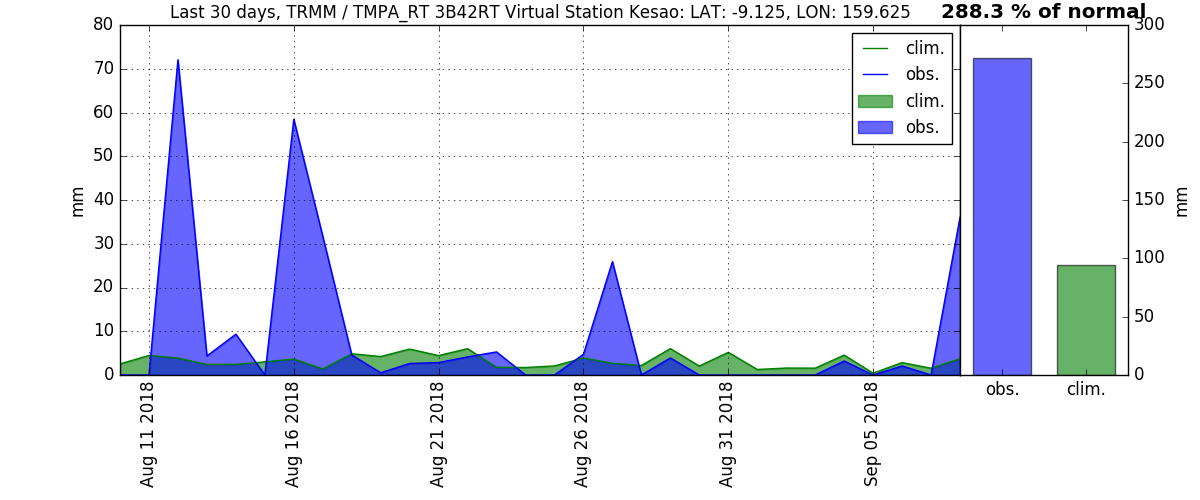 Last 30 days, TRMM / TMPA_RT 3B42RT Virtual Station Kesao: LAT: -9.125, LON: 159.625
288.3 % of normal
80
70
60
50
40
30
20
10
0
mm
clim.
obs.
clim.
obs.
300
250
200
150
100
50
0
mm
Aug 11 2018
Aug 16 2018
Aug 21 2018
Aug 26 2018
Aug 31 2018
Sep 05 2018
obs.
clim.